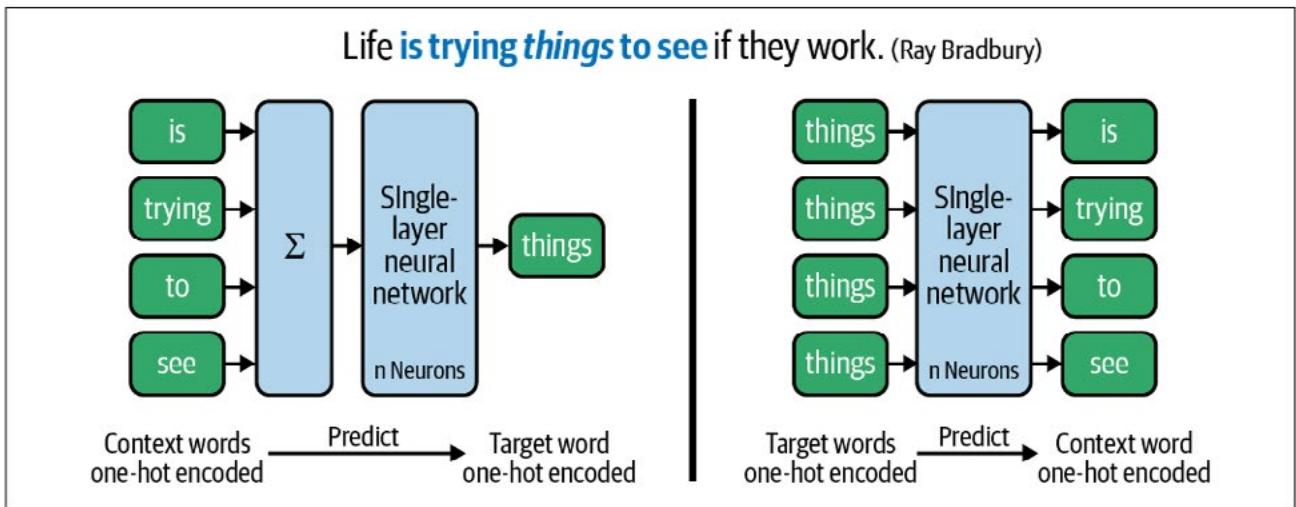 Life is trying things to see if they work. (Ray Bradbury)
is
trying
to
see
Σ
SIngle-
layer
neural
network
n Neurons
things
Context words
one-hot encoded
Predict
Target word
one-hot encoded
things
things
things
things
SIngle-
layer
neural
network
n Neurons
is
trying
to
see
Target words
one-hot encoded
Predict
Context word
one-hot encoded